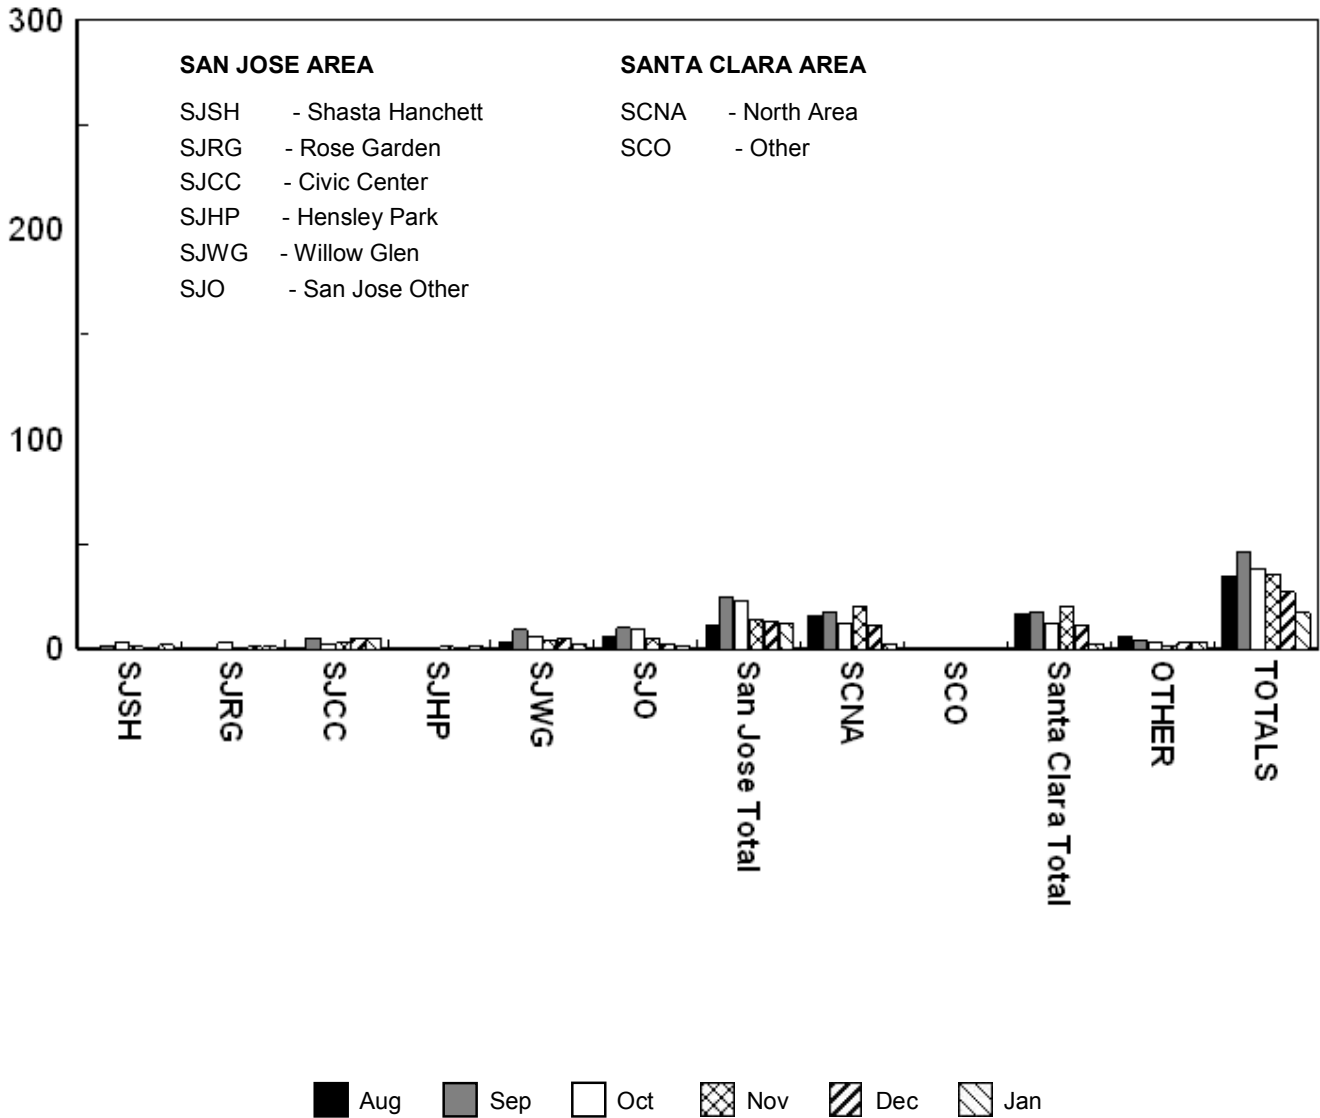 300
SAN JOSE AREA SANTA CLARA AREA
SJSH - Shasta Hanchett SCNA - North Area
SJRG - Rose Garden SCO - Other
SJCC - Civic Center
SJHP - Hensley Park
200
SJWG - Willow Glen
SJO - San Jose Other
100
0
SJSH
SJRG
SJCC
SJHP
SJWG
SJO
San Jose Total
SCNA
SCO
Santa Clara Total
OTHER
TOTALS
Aug Sep Oct Nov Dec Jan